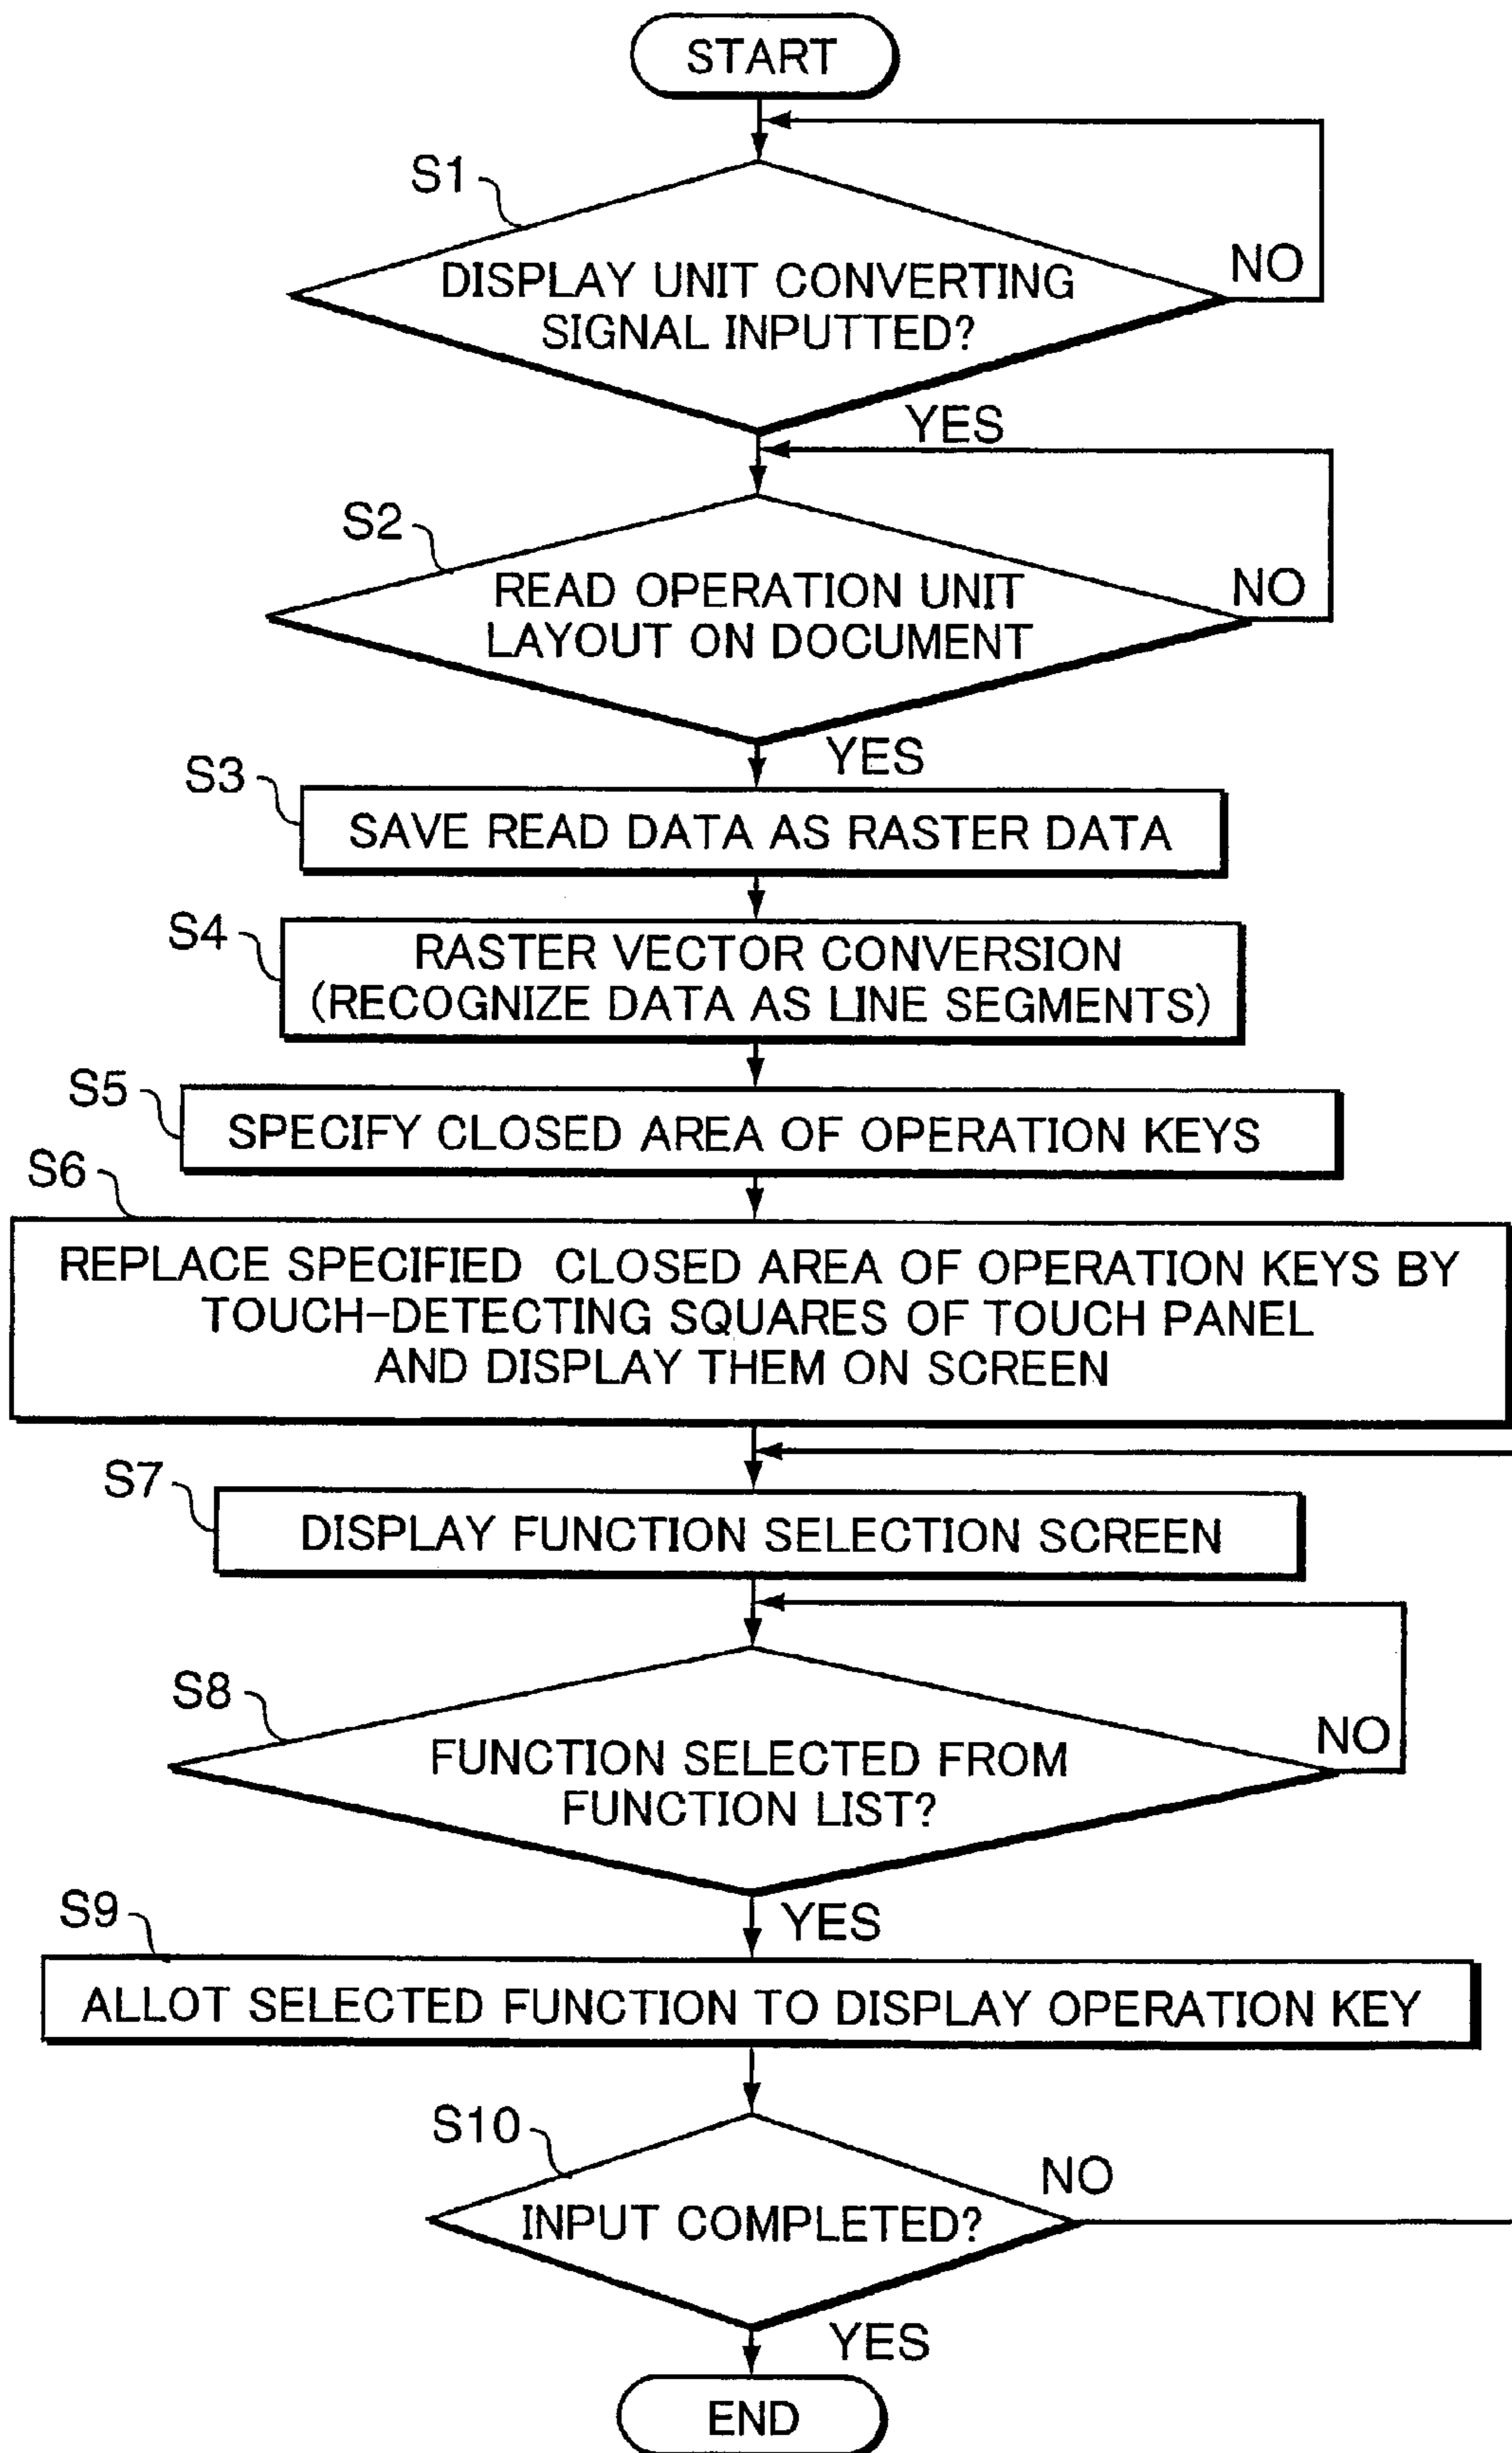 START
S1
DISPLAY UNIT CONVERTING
SIGNAL INPUTTED?
NO
YES
S2
READ OPERATION UNIT
LAYOUT ON DOCUMENT
NO
YES
S3
SAVE READ DATA AS RASTER DATA
S4
RASTER VECTOR CONVERSION
(RECOGNIZE DATA AS LINE SEGMENTS)
S5
SPECIFY CLOSED AREA OF OPERATION KEYS
S6
REPLACE SPECIFIED CLOSED AREA OF OPERATION KEYS BY
TOUCH-DETECTING SQUARES OF TOUCH PANEL
AND DISPLAY THEM ON SCREEN
S7
DISPLAY FUNCTION SELECTION SCREEN
S8
FUNCTION SELECTED FROM
FUNCTION LIST?
NO
YES
S9
ALLOT SELECTED FUNCTION TO DISPLAY OPERATION KEY
S10
INPUT COMPLETED?
NO
YES
END